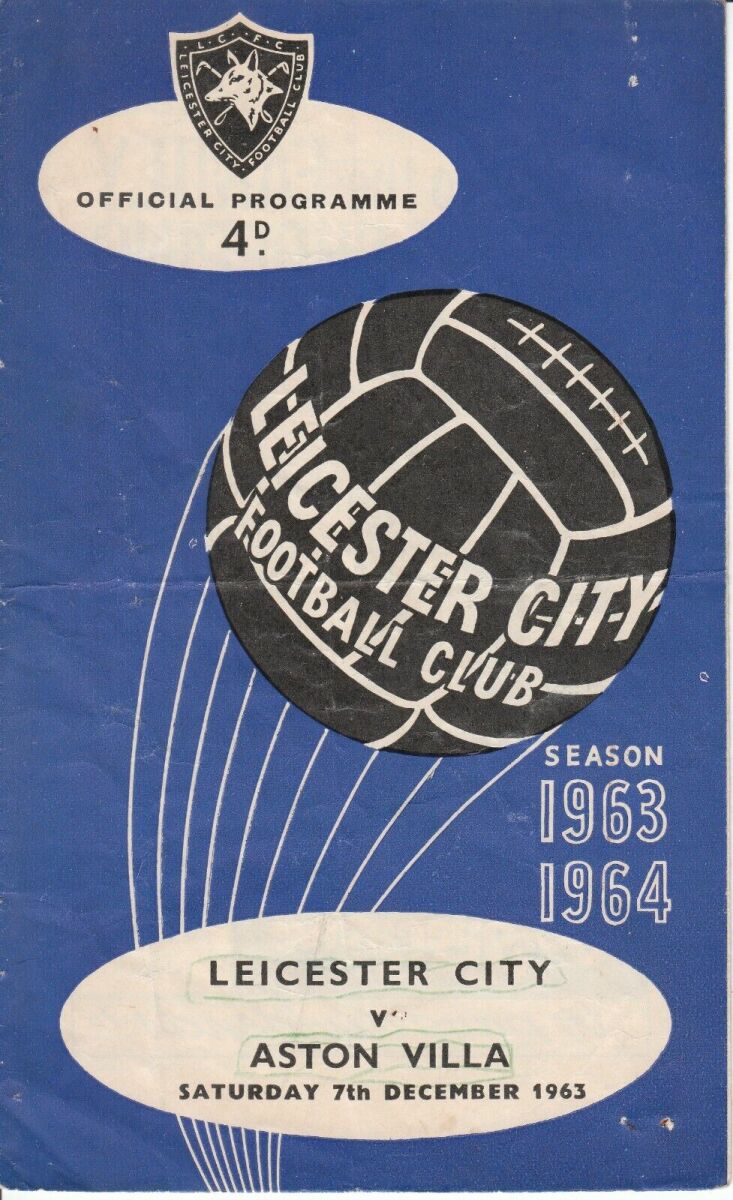 L·C·F·C
LEICESTER CITY · FOOTBALL CLUB
OFFICIAL PROGRAMME
4D.
LEICESTER CITY
FOOTBALL CLUB
SEASON
1963
1964
LEICESTER CITY
v
ASTON VILLA
SATURDAY 7th DECEMBER 1963